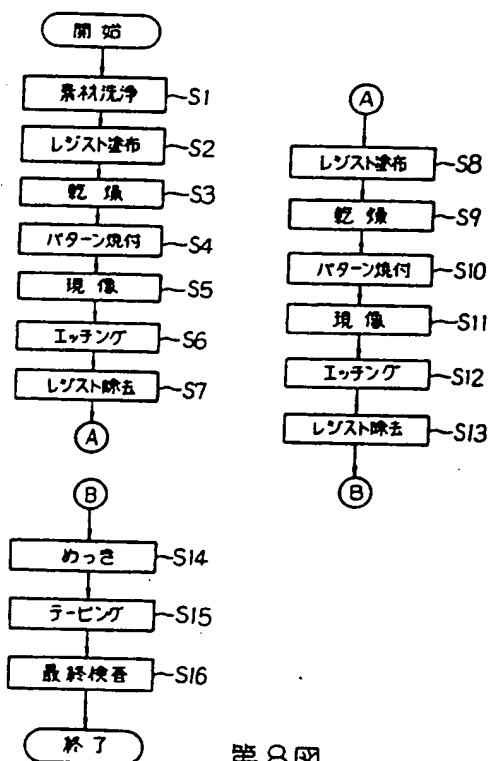 開始
素材洗浄 S1
レジスト塗布 S2
乾燥 S3
パターン焼付 S4
現像 S5
エッチング S6
レジスト除去 S7
A
A
レジスト塗布 S8
乾燥 S9
パターン焼付 S10
現像 S11
エッチング S12
レジスト除去 S13
B
B
めっき S14
テーピング S15
最終検査 S16
終了
第8図